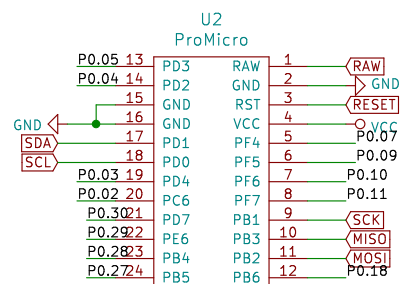 U2
ProMicro
P0.05 13 PD3 RAW 1 RAW
P0.04 14 PD2 GND 2 GND
15 GND RST 3 RESET
GND 16 GND VCC 4 VCC
SDA 17 PD1 PF4 5 P0.07
SCL 18 PD0 PF5 6 P0.09
P0.03 19 PD4 PF6 7 P0.10
P0.02 20 PC6 PF7 8 P0.11
P0.30 21 PD7 PB1 9 SCK
P0.29 22 PE6 PB3 10 MISO
P0.28 23 PB4 PB2 11 MOSI
P0.27 24 PB5 PB6 12 P0.18